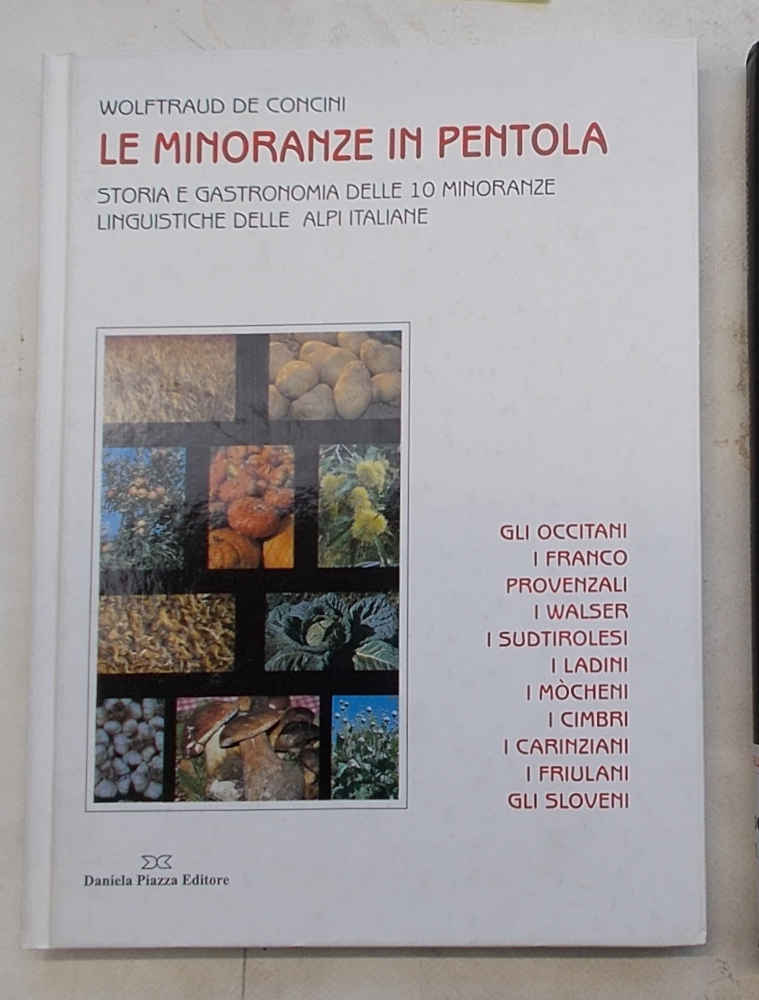 WOLFTRAUD DE CONCINI
LE MINORANZE IN PENTOLA
STORIA E GASTRONOMIA DELLE 10 MINORANZE
LINGUISTICHE DELLE ALPI ITALIANE
GLI OCCITANI
I FRANCO
PROVENZALI
I WALSER
I SUDTIROLESI
I LADINI
I MÒCHENI
I CIMBRI
I CARINZIANI
I FRIULANI
GLI SLOVENI
Daniela Piazza Editore